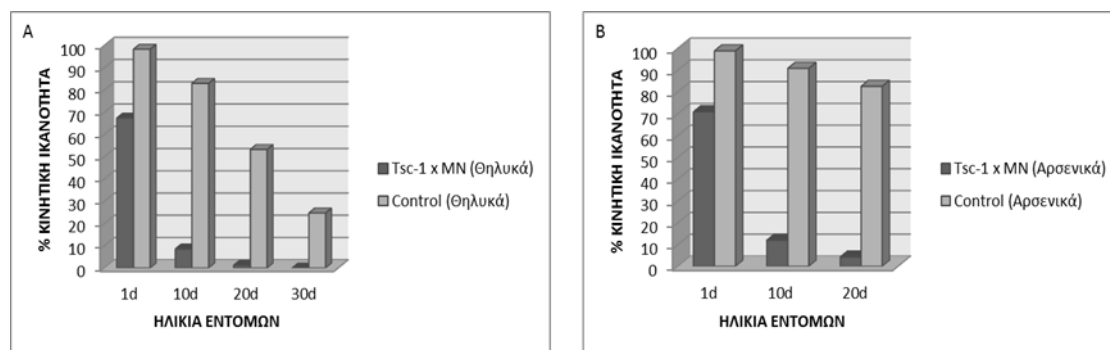 A
% ΚΙΝΗΤΙΚΗ ΙΚΑΝΟΤΗΤΑ
100
90
80
70
60
50
40
30
20
10
0
1d 10d 20d 30d
ΗΛΙΚΙΑ ΕΝΤΟΜΩΝ
Tsc-1 x MN (Θηλυκά)
Control (Θηλυκά)
B
% ΚΙΝΗΤΙΚΗ ΙΚΑΝΟΤΗΤΑ
100
90
80
70
60
50
40
30
20
10
0
1d 10d 20d
ΗΛΙΚΙΑ ΕΝΤΟΜΩΝ
Tsc-1 x MN (Αρσενικά)
Control (Αρσενικά)